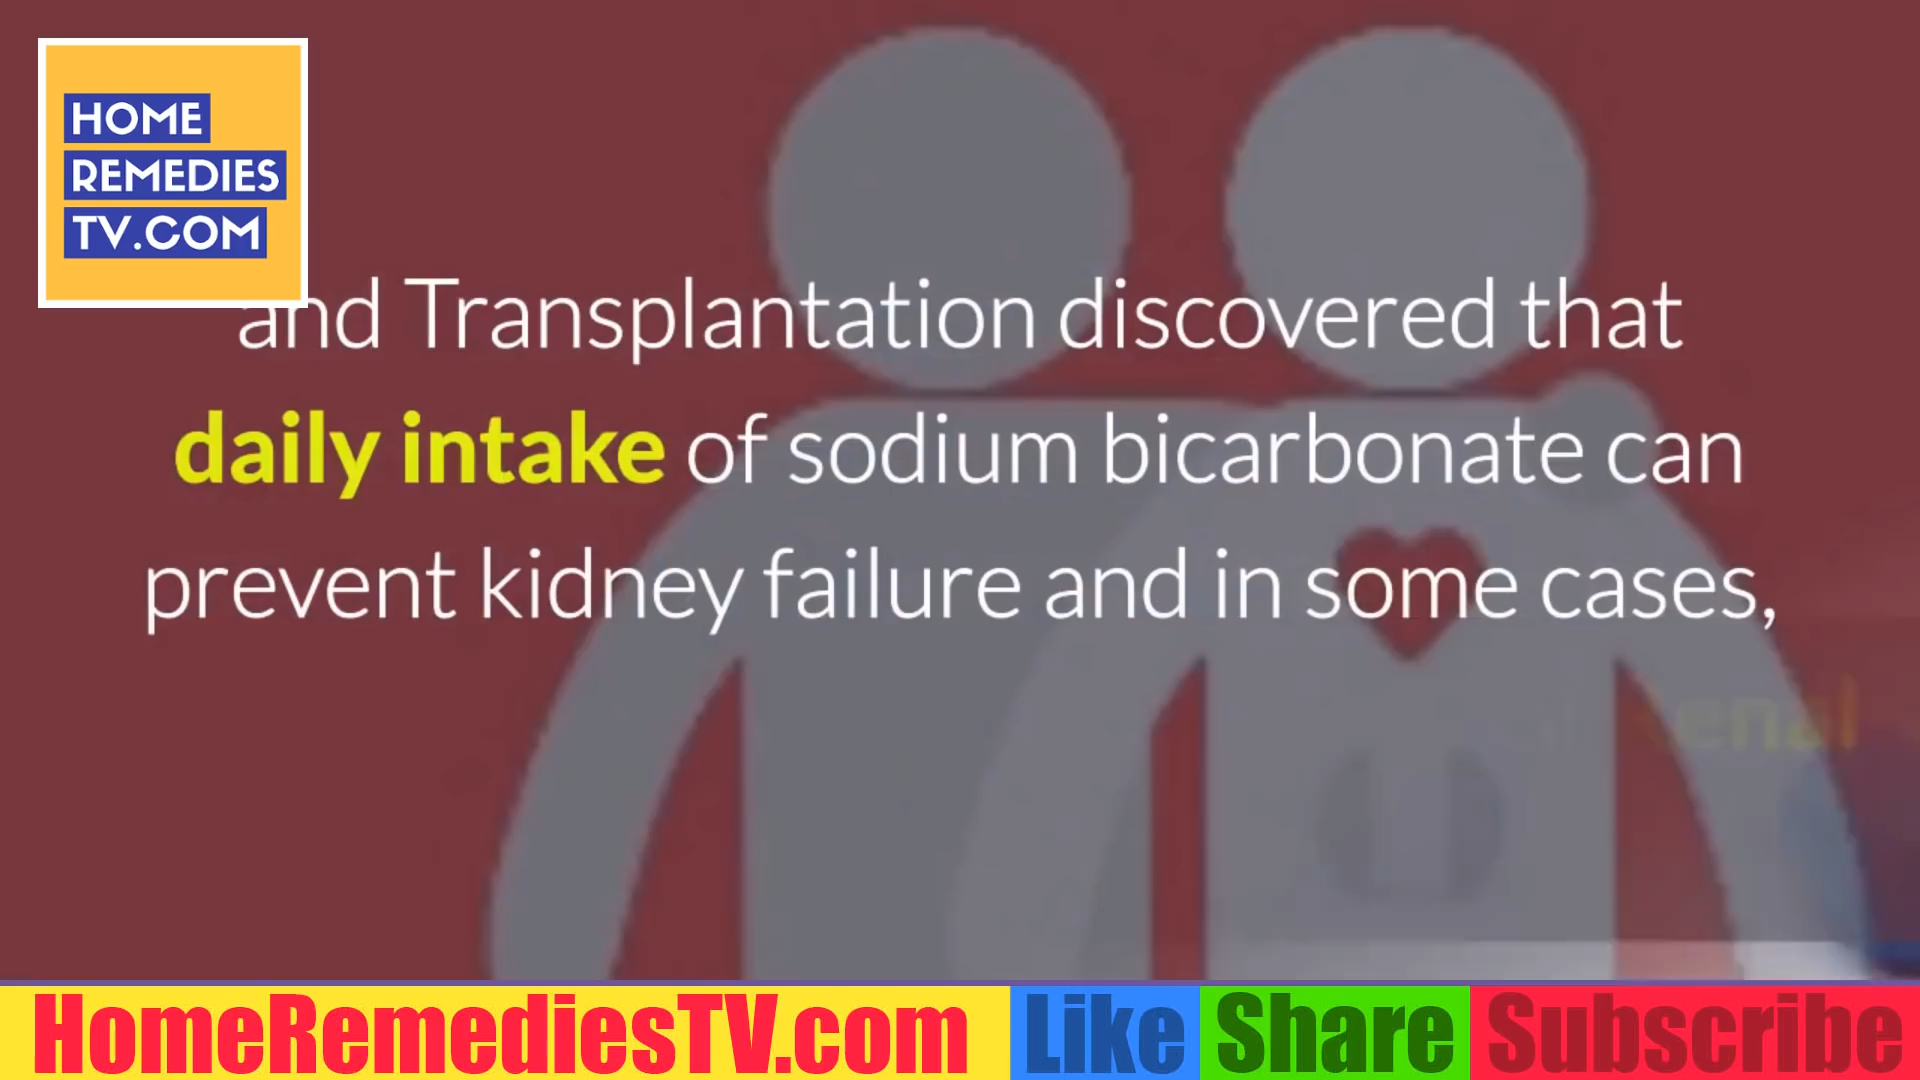 HOME
REMEDIES
TV.COM
and Transplantation discovered that
daily intake of sodium bicarbonate can
prevent kidney failure and in some cases,
HomeRemediesTV.com Like Share Subscribe